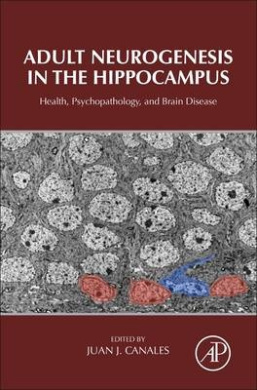 ADULT NEUROGENESIS
IN THE HIPPOCAMPUS
Health, Psychopathology, and Brain Disease
EDITED BY
JUAN J. CANALES
AP